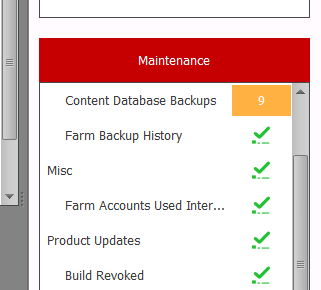 Maintenance
Content Database Backups 9
Farm Backup History
Misc
Farm Accounts Used Inter...
Product Updates
Build Revoked